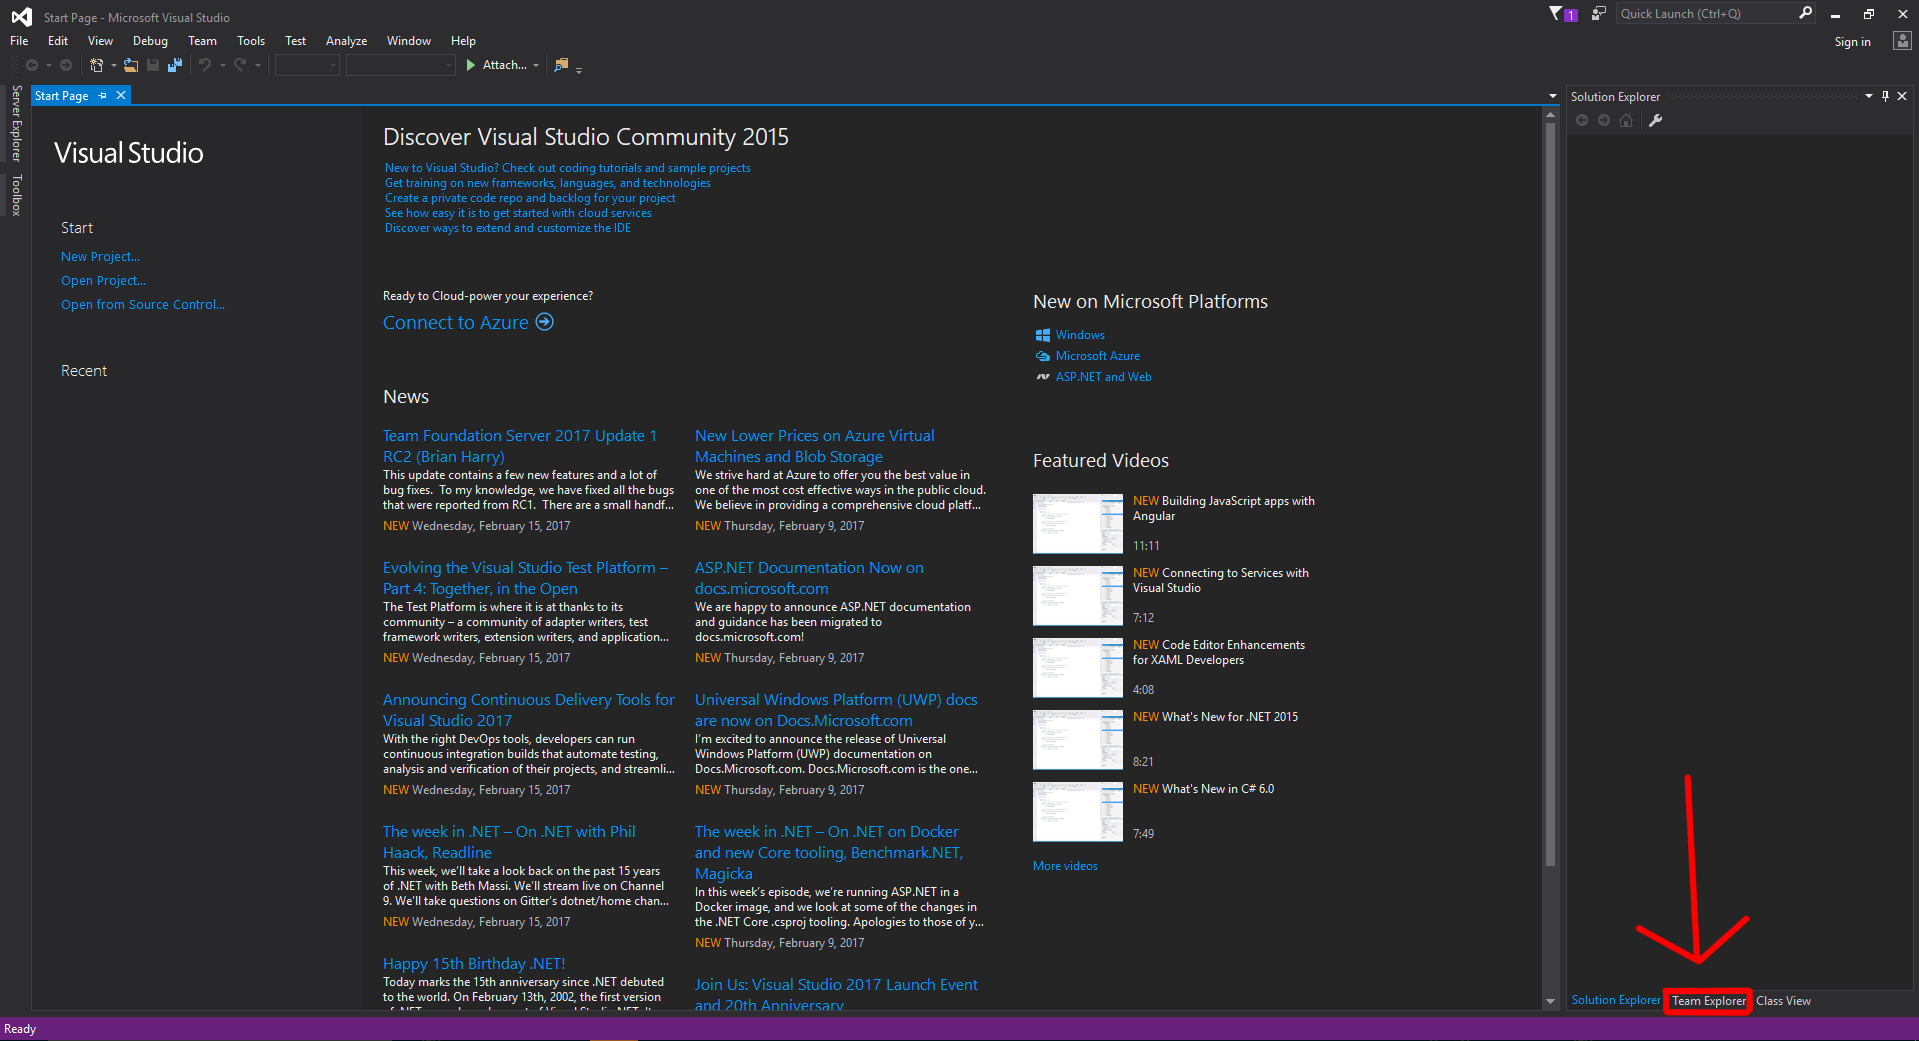 Start Page - Microsoft Visual Studio
1
Quick Launch (Ctrl+Q)
File Edit View Debug Team Tools Test Analyze Window Help
Sign in
Attach...
Server Explorer
Toolbox
Start Page
Visual Studio
Start
New Project...
Open Project...
Open from Source Control...
Recent
Discover Visual Studio Community 2015
New to Visual Studio? Check out coding tutorials and sample projects
Get training on new frameworks, languages, and technologies
Create a private code repo and backlog for your project
See how easy it is to get started with cloud services
Discover ways to extend and customize the IDE
Ready to Cloud-power your experience?
Connect to Azure
News
Team Foundation Server 2017 Update 1
RC2 (Brian Harry)
This update contains a few new features and a lot of
bug fixes.  To my knowledge, we have fixed all the bugs
that were reported from RC1.  There are a small handf...
NEW Wednesday, February 15, 2017
Evolving the Visual Studio Test Platform –
Part 4: Together, in the Open
The Test Platform is where it is at thanks to its
community – a community of adapter writers, test
framework writers, extension writers, and application...
NEW Wednesday, February 15, 2017
Announcing Continuous Delivery Tools for
Visual Studio 2017
With the right DevOps tools, developers can run
continuous integration builds that automate testing,
analysis and verification of their projects, and streamli...
NEW Wednesday, February 15, 2017
The week in .NET – On .NET with Phil
Haack, Readline
This week, we’ll take a look back on the past 15 years
of .NET with Beth Massi. We’ll stream live on Channel
9. We’ll take questions on Gitter’s dotnet/home chan...
NEW Wednesday, February 15, 2017
Happy 15th Birthday .NET!
Today marks the 15th anniversary since .NET debuted
to the world. On February 13th, 2002, the first version
New Lower Prices on Azure Virtual
Machines and Blob Storage
We strive hard at Azure to offer you the best value in
one of the most cost effective ways in the public cloud.
We believe in providing a comprehensive cloud platf...
NEW Thursday, February 9, 2017
ASP.NET Documentation Now on
docs.microsoft.com
We are happy to announce ASP.NET documentation
and guidance has been migrated to
docs.microsoft.com!
NEW Thursday, February 9, 2017
Universal Windows Platform (UWP) docs
are now on Docs.Microsoft.com
I’m excited to announce the release of Universal
Windows Platform (UWP) documentation on
Docs.Microsoft.com. Docs.Microsoft.com is the one...
NEW Thursday, February 9, 2017
The week in .NET – On .NET on Docker
and new Core tooling, Benchmark.NET,
Magicka
In this week’s episode, we’re running ASP.NET in a
Docker image, and we look at some of the changes in
the .NET Core .csproj tooling. Apologies to those of y...
NEW Thursday, February 9, 2017
Join Us: Visual Studio 2017 Launch Event
and 20th Anniversary
New on Microsoft Platforms
Windows
Microsoft Azure
ASP.NET and Web
Featured Videos
NEW Building JavaScript apps with
Angular
11:11
NEW Connecting to Services with
Visual Studio
7:12
NEW Code Editor Enhancements
for XAML Developers
4:08
NEW What's New for .NET 2015
8:21
NEW What's New in C# 6.0
7:49
More videos
Solution Explorer
Solution Explorer Team Explorer Class View
Ready